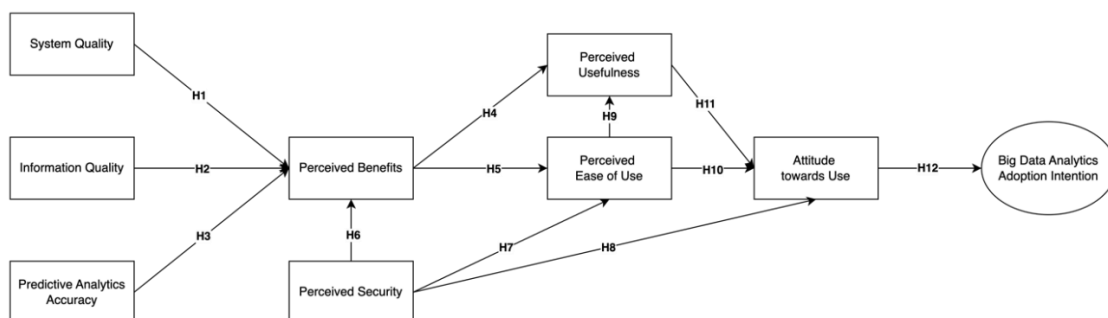 System Quality
H1
Information Quality
H2
Predictive Analytics
Accuracy
H3
Perceived Benefits
H6
Perceived Security
H4
H5
H7
H8
Perceived
Usefulness
H9
Perceived
Ease of Use
H11
H10
Attitude
towards Use
H12
Big Data Analytics
Adoption Intention